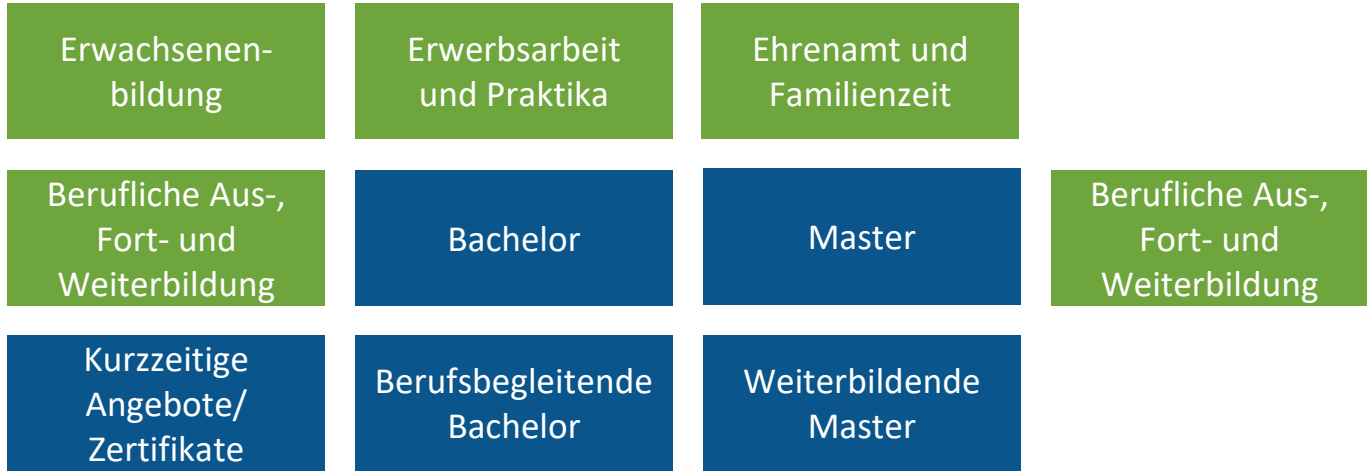 Erwachsenen-
bildung
Erwerbsarbeit
und Praktika
Ehrenamt und
Familienzeit
Berufliche Aus-,
Fort- und
Weiterbildung
Bachelor
Master
Berufliche Aus-,
Fort- und
Weiterbildung
Kurzzeitige
Angebote/
Zertifikate
Berufsbegleitende
Bachelor
Weiterbildende
Master